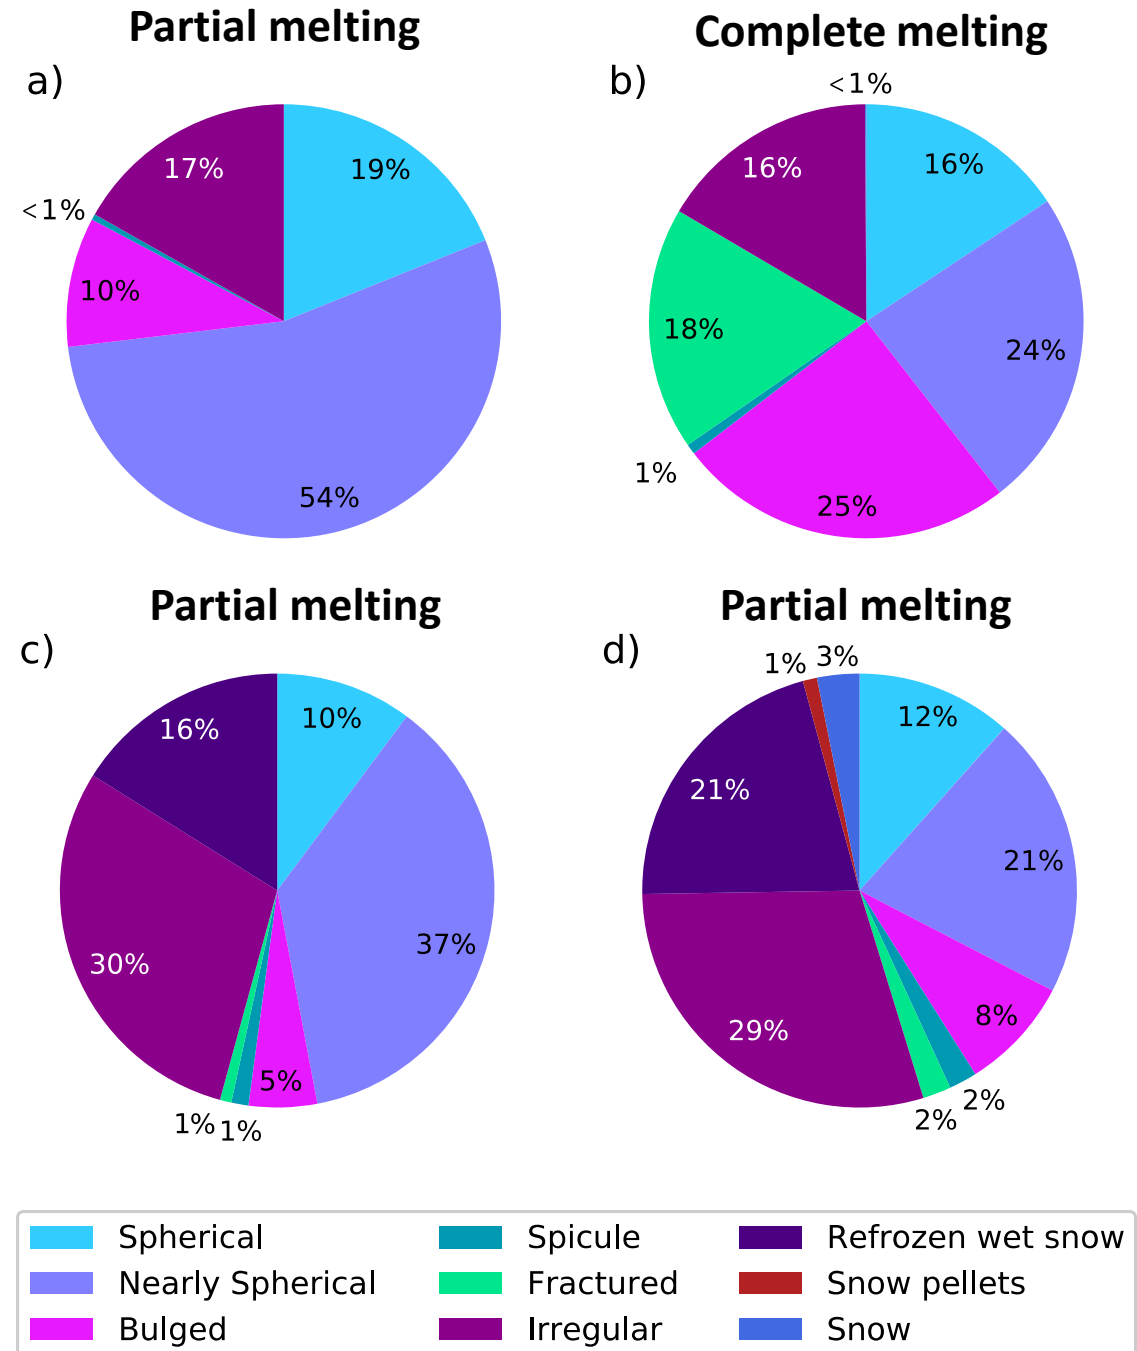 Partial melting
Complete melting
a)
b)
<1%
17%
19%
<1%
10%
54%
16%
16%
18%
24%
1%
25%
Partial melting
Partial melting
c)
d)
16%
10%
30%
37%
5%
1%
1%
1%
3%
12%
21%
21%
8%
29%
2%
2%
Spherical
Spicule
Refrozen wet snow
Nearly Spherical
Fractured
Snow pellets
Bulged
Irregular
Snow